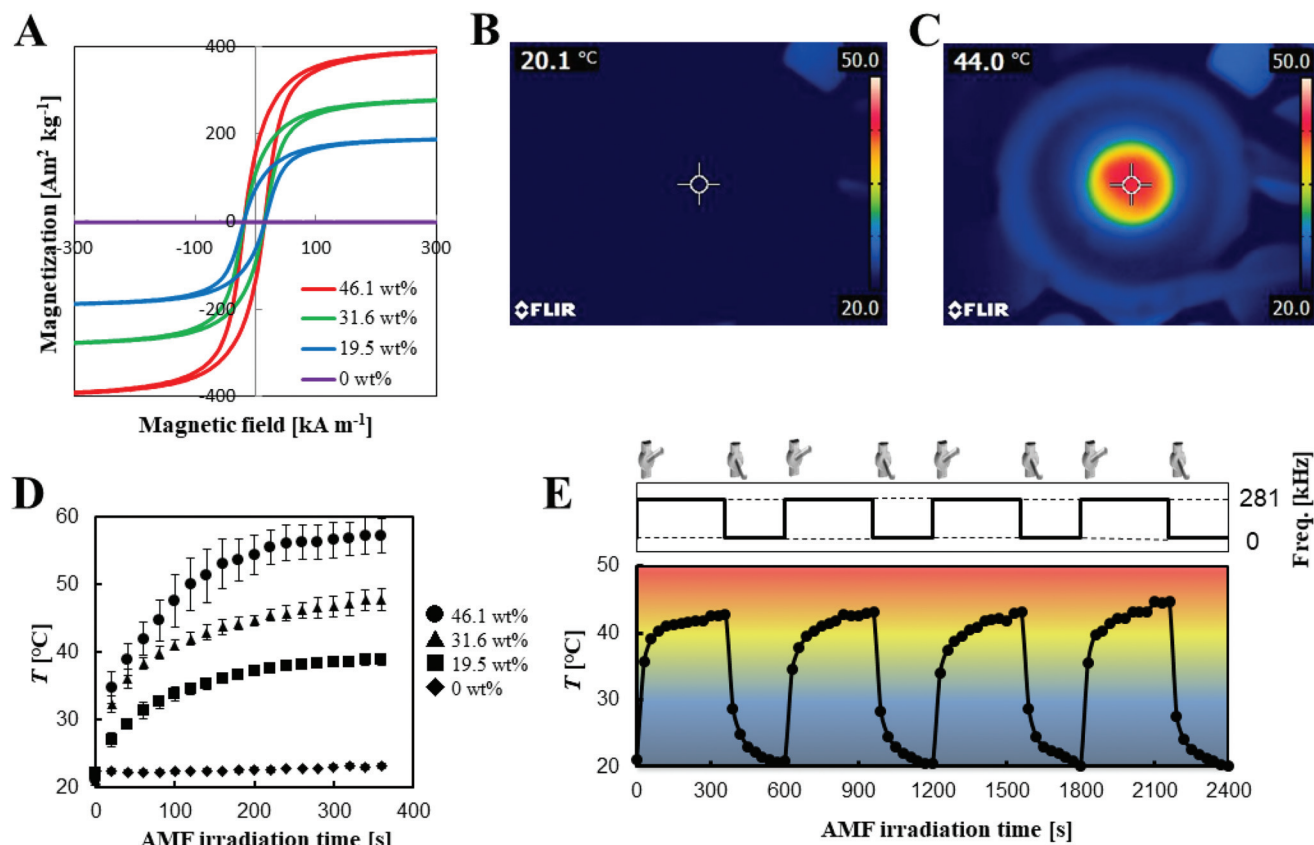 A
Magnetization [Am² kg⁻¹]
400
200
0
-200
-400
-300
-100
100
300
46.1 wt%
31.6 wt%
19.5 wt%
0 wt%
Magnetic field [kA m⁻¹]
B
20.1 °C
50.0
20.0
FLIR
C
44.0 °C
50.0
20.0
FLIR
D
T [°C]
60
50
40
30
20
0
100
200
300
400
AMF irradiation time [s]
46.1 wt%
31.6 wt%
19.5 wt%
0 wt%
E
281
0
Freq. [kHz]
T [°C]
50
40
30
20
0
300
600
900
1200
1500
1800
2100
2400
AMF irradiation time [s]